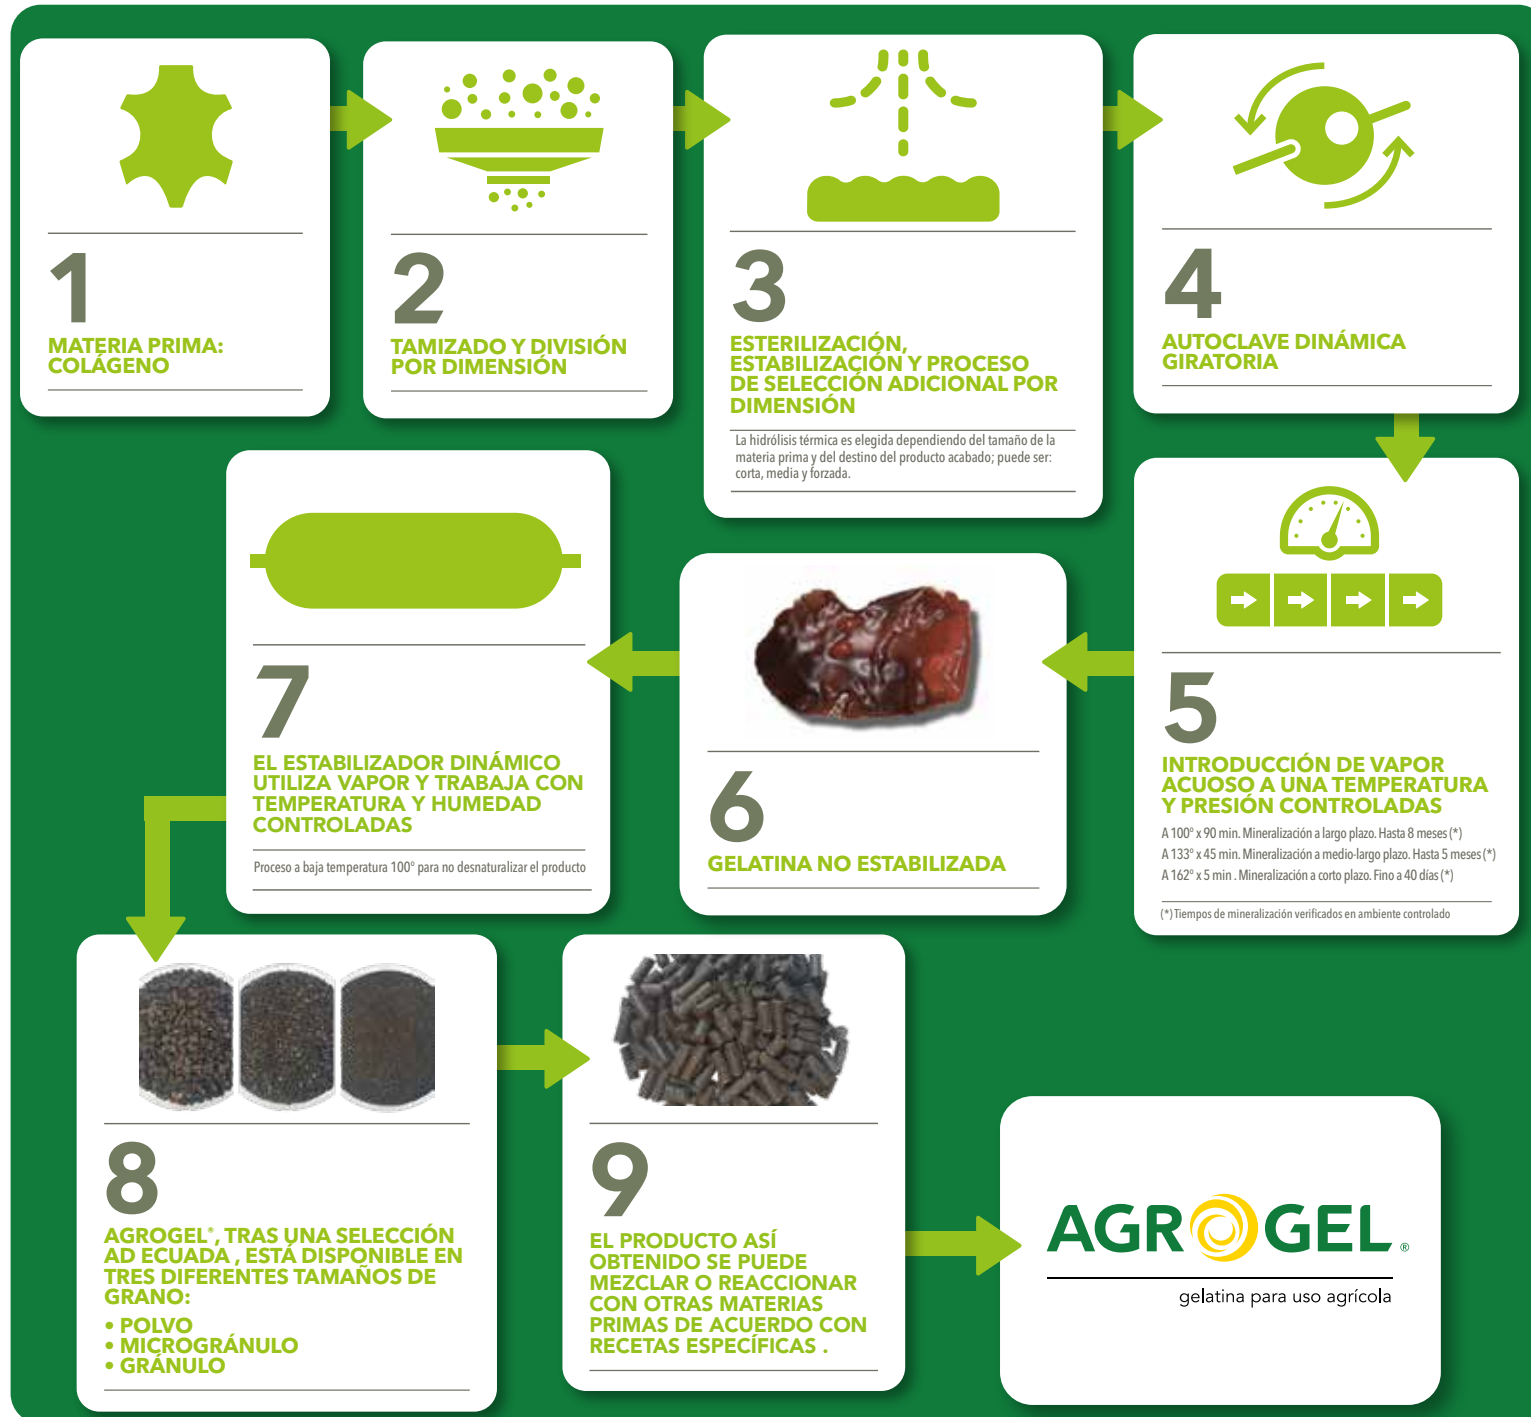 1
MATERIA PRIMA:
COLÁGENO
2
TAMIZADO Y DIVISIÓN
POR DIMENSIÓN
3
ESTERILIZACIÓN,
ESTABILIZACIÓN Y PROCESO
DE SELECCIÓN ADICIONAL POR
DIMENSIÓN
La hidrólisis térmica es elegida dependiendo del tamaño de la
materia prima y del destino del producto acabado; puede ser:
corta, media y forzada.
4
AUTOCLAVE DINÁMICA
GIRATORIA
5
INTRODUCCIÓN DE VAPOR
ACUOSO A UNA TEMPERATURA
Y PRESIÓN CONTROLADAS
A 100° x 90 min. Mineralización a largo plazo. Hasta 8 meses (*)
A 133° x 45 min. Mineralización a medio-largo plazo. Hasta 5 meses (*)
A 162° x 5 min . Mineralización a corto plazo. Fino a 40 días (*)
(*) Tiempos de mineralización verificados en ambiente controlado
6
GELATINA NO ESTABILIZADA
7
EL ESTABILIZADOR DINÁMICO
UTILIZA VAPOR Y TRABAJA CON
TEMPERATURA Y HUMEDAD
CONTROLADAS
Proceso a baja temperatura 100° para no desnaturalizar el producto
8
AGROGEL®, TRAS UNA SELECCIÓN
AD ECUADA , ESTÁ DISPONIBLE EN
TRES DIFERENTES TAMAÑOS DE
GRANO:
• POLVO
• MICROGRÁNULO
• GRÁNULO
9
EL PRODUCTO ASÍ
OBTENIDO SE PUEDE
MEZCLAR O REACCIONAR
CON OTRAS MATERIAS
PRIMAS DE ACUERDO CON
RECETAS ESPECÍFICAS .
AGROGEL®
gelatina para uso agrícola